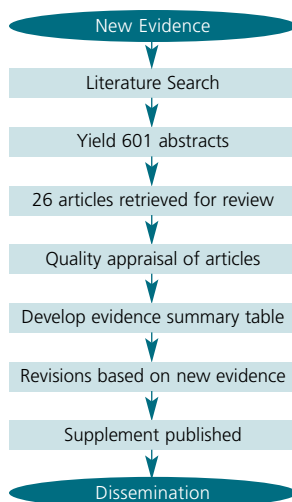 New Evidence
Literature Search
Yield 601 abstracts
26 articles retrieved for review
Quality appraisal of articles
Develop evidence summary table
Revisions based on new evidence
Supplement published
Dissemination